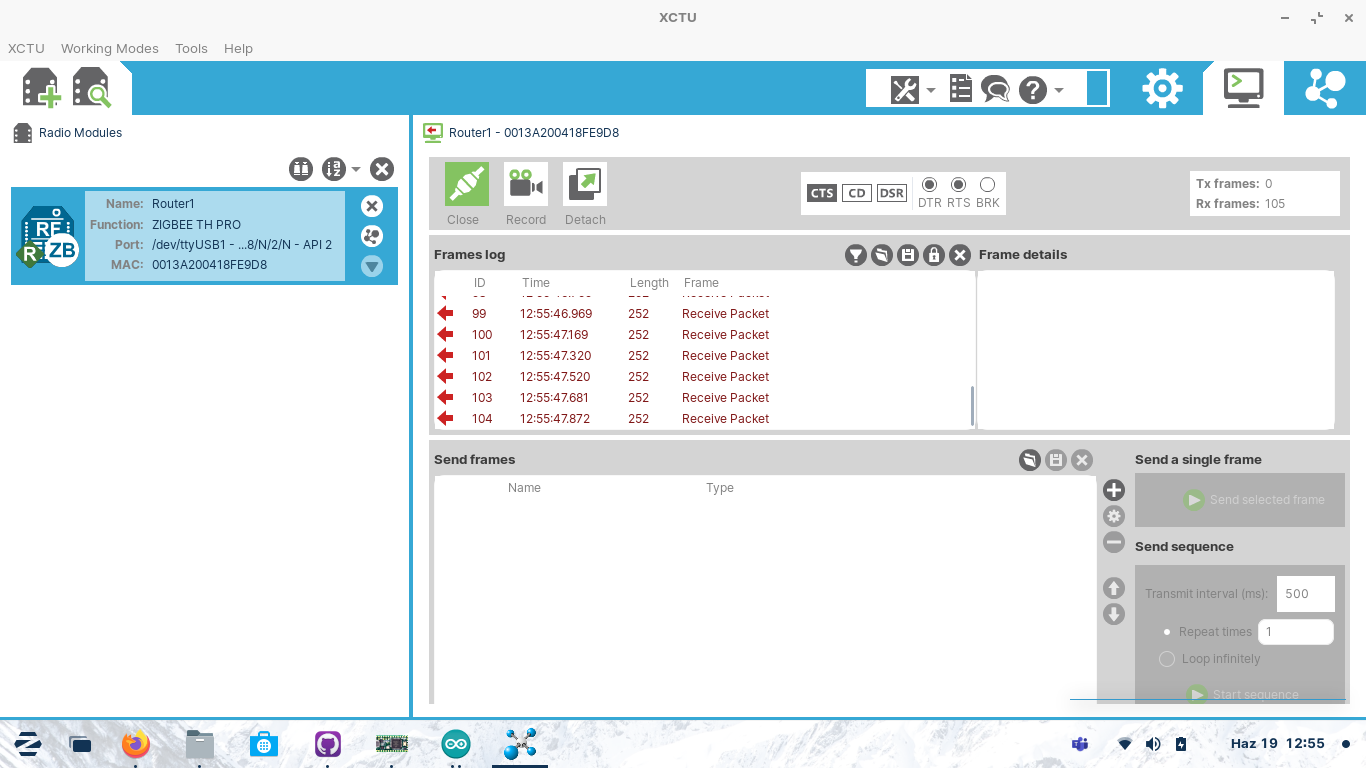 XCTU
XCTU Working Modes Tools Help
Radio Modules
Router1 - 0013A200418FE9D8
Name: Router1
Function: ZIGBEE TH PRO
Port: /dev/ttyUSB1 - ...8/N/2/N - API 2
MAC: 0013A200418FE9D8
RF
ZB
R
Close Record Detach
CTS CD DSR
DTR RTS BRK
Tx frames: 0
Rx frames: 105
Frames log
Frame details
ID Time Length Frame
99 12:55:46.969 252 Receive Packet
100 12:55:47.169 252 Receive Packet
101 12:55:47.320 252 Receive Packet
102 12:55:47.520 252 Receive Packet
103 12:55:47.681 252 Receive Packet
104 12:55:47.872 252 Receive Packet
Send frames
Name Type
Send a single frame
Send selected frame
Send sequence
Transmit interval (ms): 500
Repeat times 1
Loop infinitely
Start sequence
Haz 19 12:55